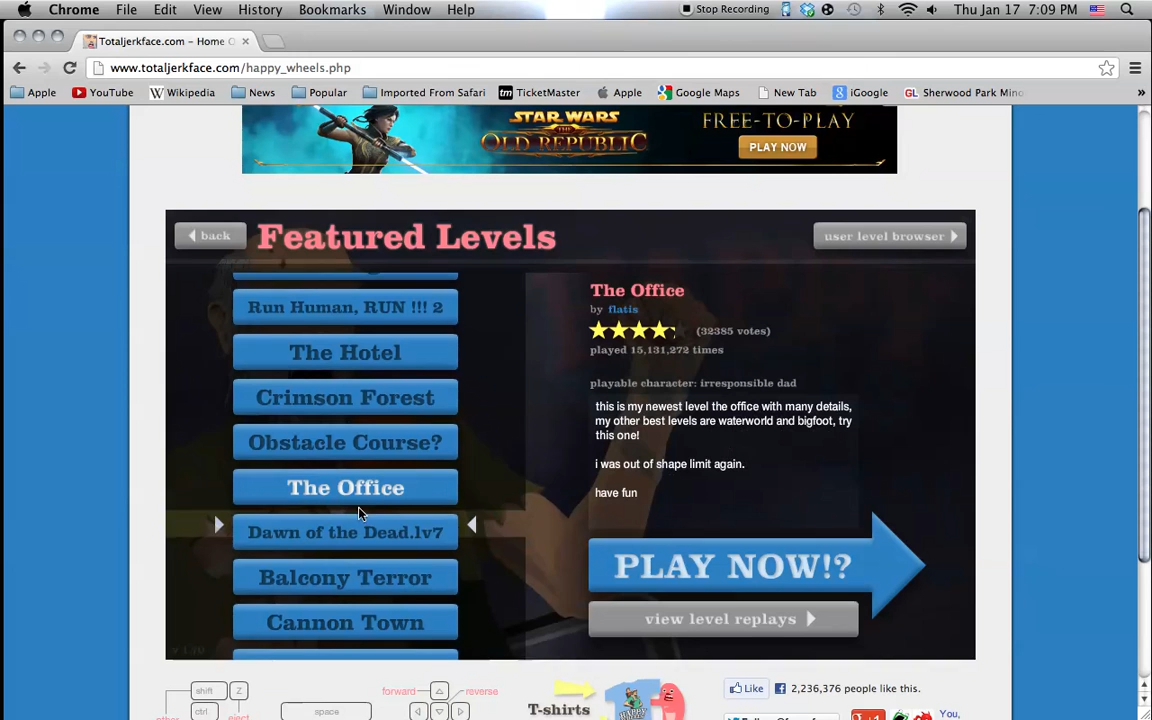 Chrome File Edit View History Bookmarks Window Help Stop Recording Thu Jan 17 7:09 PM
Totaljerkface.com - Home O
www.totaljerkface.com/happy_wheels.php
Apple YouTube Wikipedia News Popular Imported From Safari TicketMaster Apple Google Maps New Tab iGoogle Sherwood Park Mino »
STAR WARS
THE OLD REPUBLIC
FREE-TO-PLAY
PLAY NOW
back
Featured Levels
user level browser
Run Human, RUN !!! 2
The Hotel
Crimson Forest
Obstacle Course?
The Office
Dawn of the Dead.lv7
Balcony Terror
Cannon Town
The Office
by flatis
(32385 votes)
played 15,131,272 times
playable character: irresponsible dad
this is my newest level the office with many details,
my other best levels are waterworld and bigfoot, try
this one!
i was out of shape limit again.
have fun
PLAY NOW!?
view level replays
shift Z
ctrl
eject
space
forward
reverse
T-shirts
Like 2,236,376 people like this.
You,